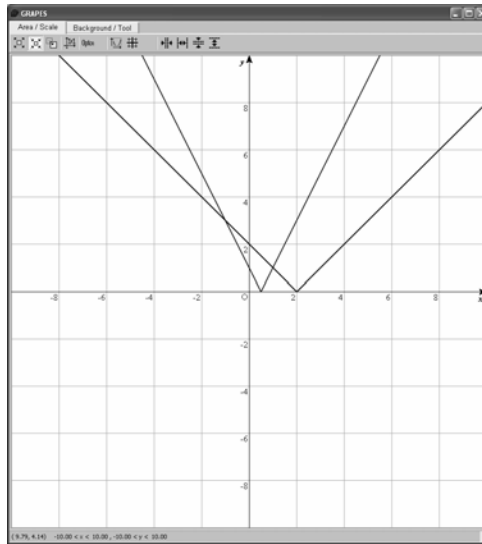 GRAPES
Area / Scale Background / Tool
Option
y
8
6
4
2
-8 -6 -4 -2 O 2 4 6 8 x
-2
-4
-6
-8
( 9.79, 4.14) -10.00 < x < 10.00 , -10.00 < y < 10.00